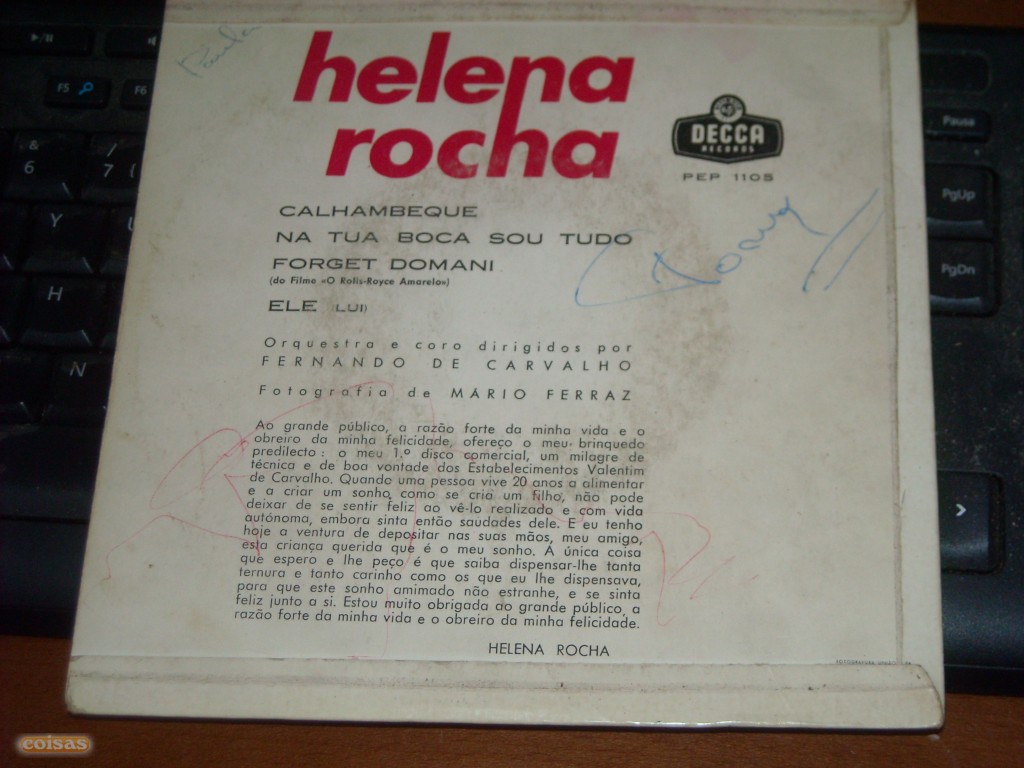 helena
rocha
DECCA
RECORDS
PEP 1105
CALHAMBEQUE
NA TUA BOCA SOU TUDO
FORGET DOMANI
(do Filme «O Rolls-Royce Amarelo»)
ELE LUI)
Orquestra e coro dirigidos por
FERNANDO DE CARVALHO
Fotografia de MÁRIO FERRAZ
Ao grande público, a razão forte da minha vida e o
obreiro da minha felicidade, ofereço o meu brinquedo
predilecto: o meu 1.º disco comercial, um milagre de
técnica e de boa vontade dos Estabelecimentos Valentim
de Carvalho. Quando uma pessoa vive 20 anos a alimentar
e a criar um sonho, como se cria um filho, não pode
deixar de se sentir feliz ao vê-lo realizado e com vida
autónoma, embora sinta então saudades dele. E eu tenho
hoje a ventura de depositar nas suas mãos, meu amigo,
esta criança querida que é o meu sonho. A única coisa
que espero e lhe peço é que saiba dispensar-lhe tanta
ternura e tanto carinho como os que eu lhe dispensava,
para que este sonho amimado não estranhe, e se sinta
feliz junto a si. Estou muito obrigada ao grande público, a
razão forte da minha vida e o obreiro da minha felicidade.
HELENA ROCHA
F5
F6
&
6
/
7 {
Y
H
N
Pausa
PgUp
PgDn
coisas